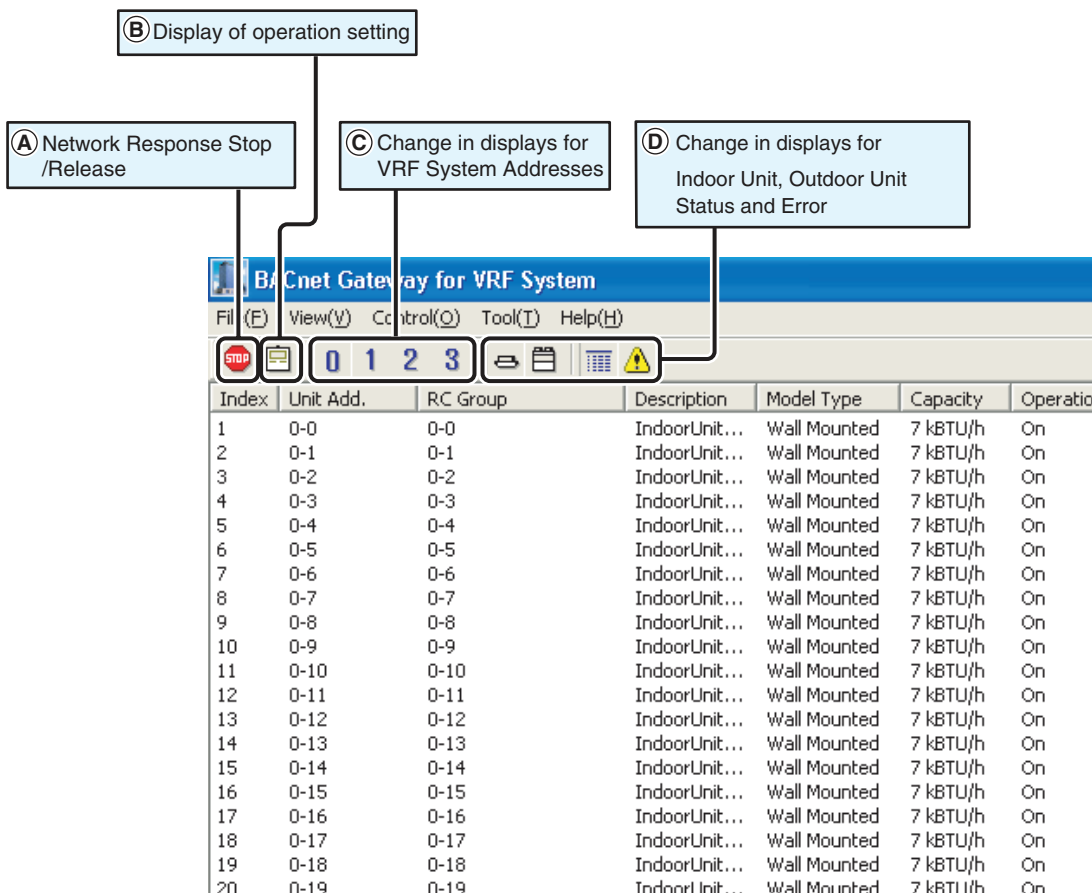 B Display of operation setting
A Network Response Stop
/Release
C Change in displays for
VRF System Addresses
D Change in displays for
Indoor Unit, Outdoor Unit
Status and Error
BACnet Gateway for VRF System
File(F) View(V) Control(O) Tool(T) Help(H)
STOP 0 1 2 3
Index Unit Add. RC Group Description Model Type Capacity Operatio
1 0-0 0-0 IndoorUnit... Wall Mounted 7 kBTU/h On
2 0-1 0-1 IndoorUnit... Wall Mounted 7 kBTU/h On
3 0-2 0-2 IndoorUnit... Wall Mounted 7 kBTU/h On
4 0-3 0-3 IndoorUnit... Wall Mounted 7 kBTU/h On
5 0-4 0-4 IndoorUnit... Wall Mounted 7 kBTU/h On
6 0-5 0-5 IndoorUnit... Wall Mounted 7 kBTU/h On
7 0-6 0-6 IndoorUnit... Wall Mounted 7 kBTU/h On
8 0-7 0-7 IndoorUnit... Wall Mounted 7 kBTU/h On
9 0-8 0-8 IndoorUnit... Wall Mounted 7 kBTU/h On
10 0-9 0-9 IndoorUnit... Wall Mounted 7 kBTU/h On
11 0-10 0-10 IndoorUnit... Wall Mounted 7 kBTU/h On
12 0-11 0-11 IndoorUnit... Wall Mounted 7 kBTU/h On
13 0-12 0-12 IndoorUnit... Wall Mounted 7 kBTU/h On
14 0-13 0-13 IndoorUnit... Wall Mounted 7 kBTU/h On
15 0-14 0-14 IndoorUnit... Wall Mounted 7 kBTU/h On
16 0-15 0-15 IndoorUnit... Wall Mounted 7 kBTU/h On
17 0-16 0-16 IndoorUnit... Wall Mounted 7 kBTU/h On
18 0-17 0-17 IndoorUnit... Wall Mounted 7 kBTU/h On
19 0-18 0-18 IndoorUnit... Wall Mounted 7 kBTU/h On
20 0-19 0-19 IndoorUnit... Wall Mounted 7 kBTU/h On